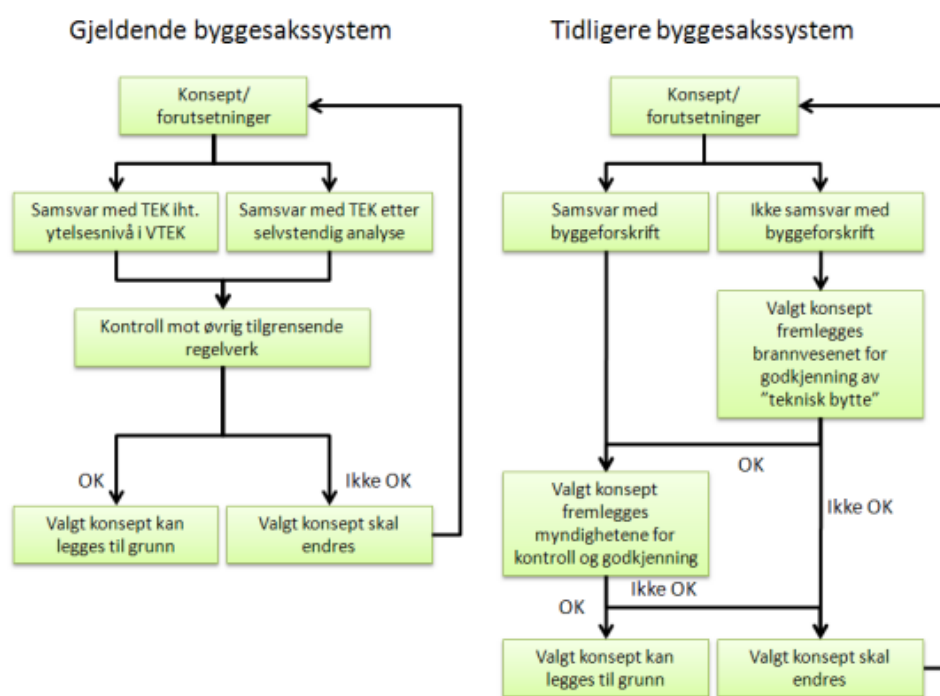 Gjeldende byggesakssystem
Konsept/
forutsetninger
Samsvar med TEK iht.
ytelsesnivå i VTEK
Samsvar med TEK etter
selvstendig analyse
Kontroll mot øvrig tilgrensende
regelverk
OK
Ikke OK
Valgt konsept kan
legges til grunn
Valgt konsept skal
endres
Tidligere byggesakssystem
Konsept/
forutsetninger
Samsvar med
byggeforskrift
Ikke samsvar med
byggeforskrift
Valgt konsept
fremlegges
brannvesenet for
godkjenning av
”teknisk bytte”
OK
Ikke OK
Valgt konsept
fremlegges
myndighetene for
kontroll og godkjenning
Ikke OK
OK
Valgt konsept kan
legges til grunn
Valgt konsept skal
endres